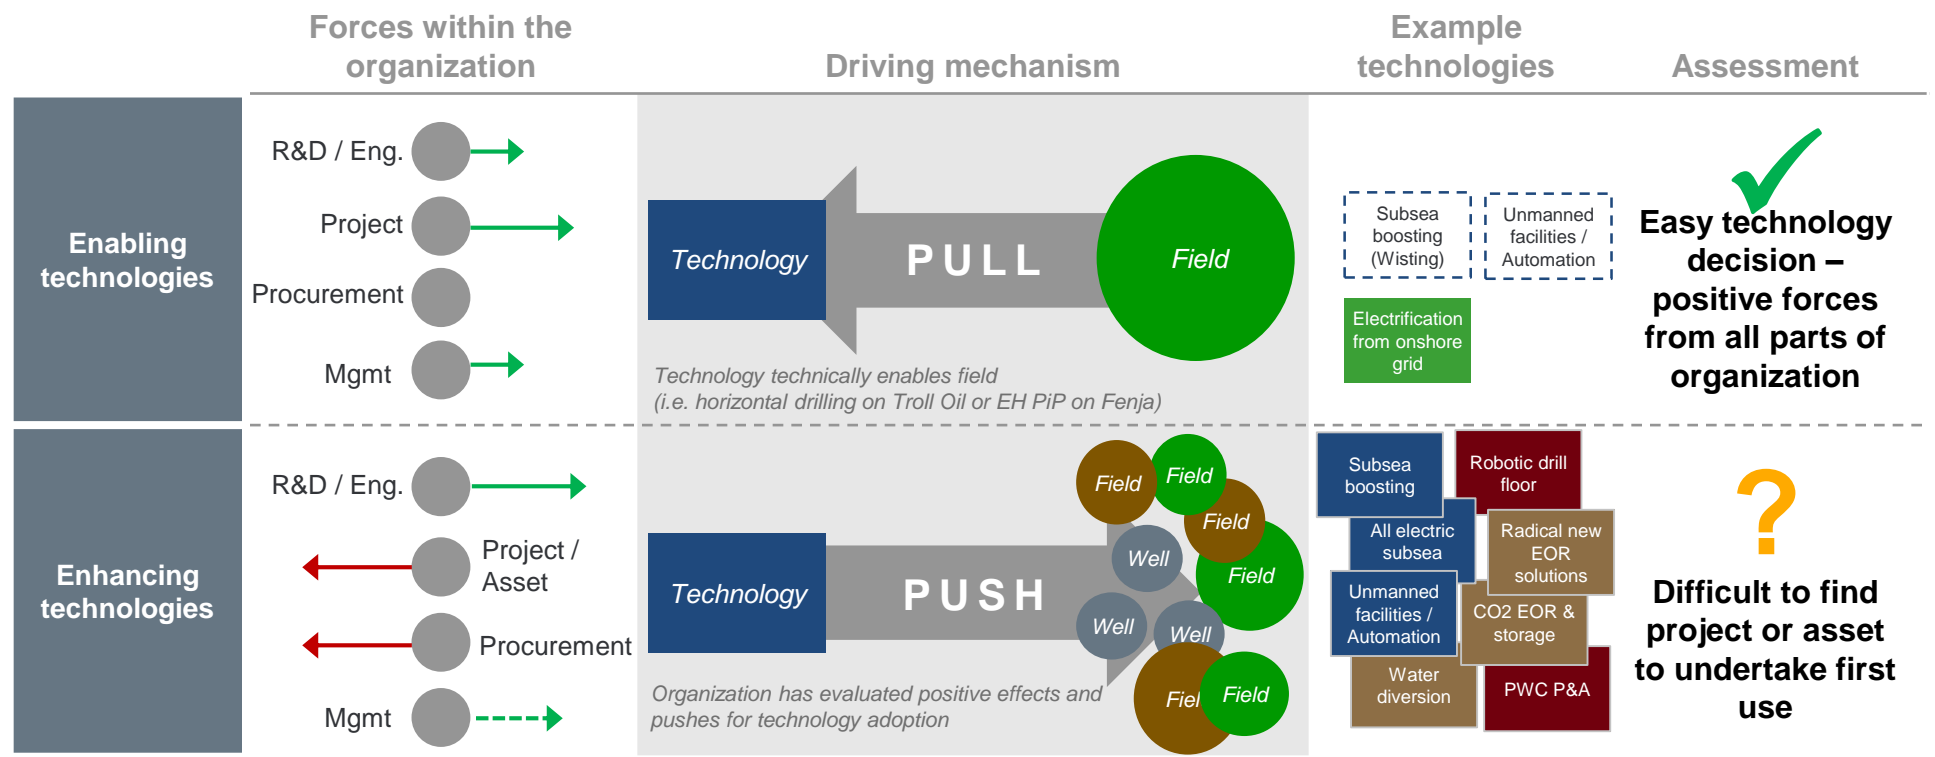 Forces within the
organization
Driving mechanism
Example
technologies
Assessment
Enabling
technologies
R&D / Eng.
Project
Procurement
Mgmt
Technology
PULL
Field
Technology technically enables field
(i.e. horizontal drilling on Troll Oil or EH PiP on Fenja)
Subsea
boosting
(Wisting)
Unmanned
facilities /
Automation
Electrification
from onshore
grid
Easy technology
decision –
positive forces
from all parts of
organization
Enhancing
technologies
R&D / Eng.
Project /
Asset
Procurement
Mgmt
Technology
PUSH
Field
Field
Field
Well
Field
Well
Well
Fiel
Field
Organization has evaluated positive effects and
pushes for technology adoption
Subsea
boosting
Robotic drill
floor
All electric
subsea
Radical new
EOR
solutions
Unmanned
facilities /
Automation
CO2 EOR &
storage
Water
diversion
PWC P&A
?
Difficult to find
project or asset
to undertake first
use